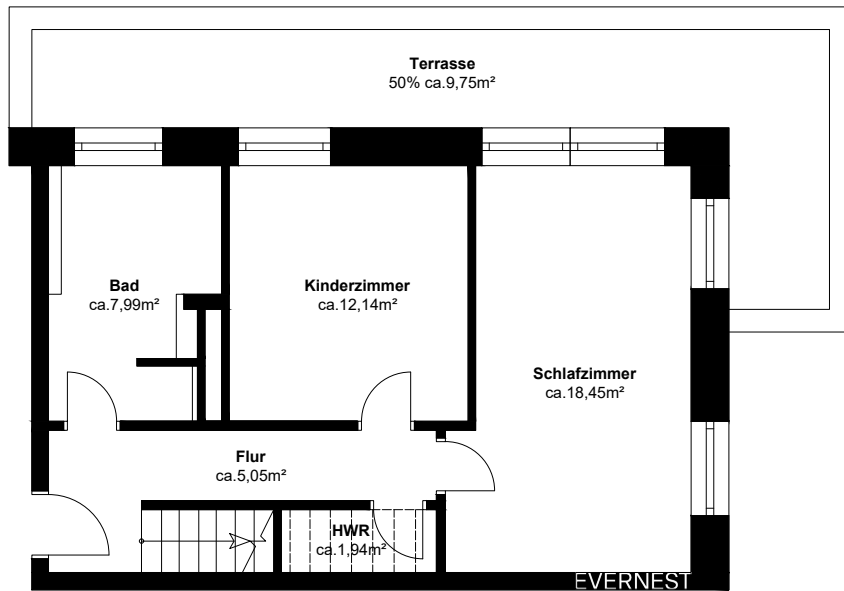 Terrasse
50% ca.9,75m²
Bad
ca.7,99m²
Kinderzimmer
ca.12,14m²
Schlafzimmer
ca.18,45m²
Flur
ca.5,05m²
HWR
ca.1,94m²
EVERNEST